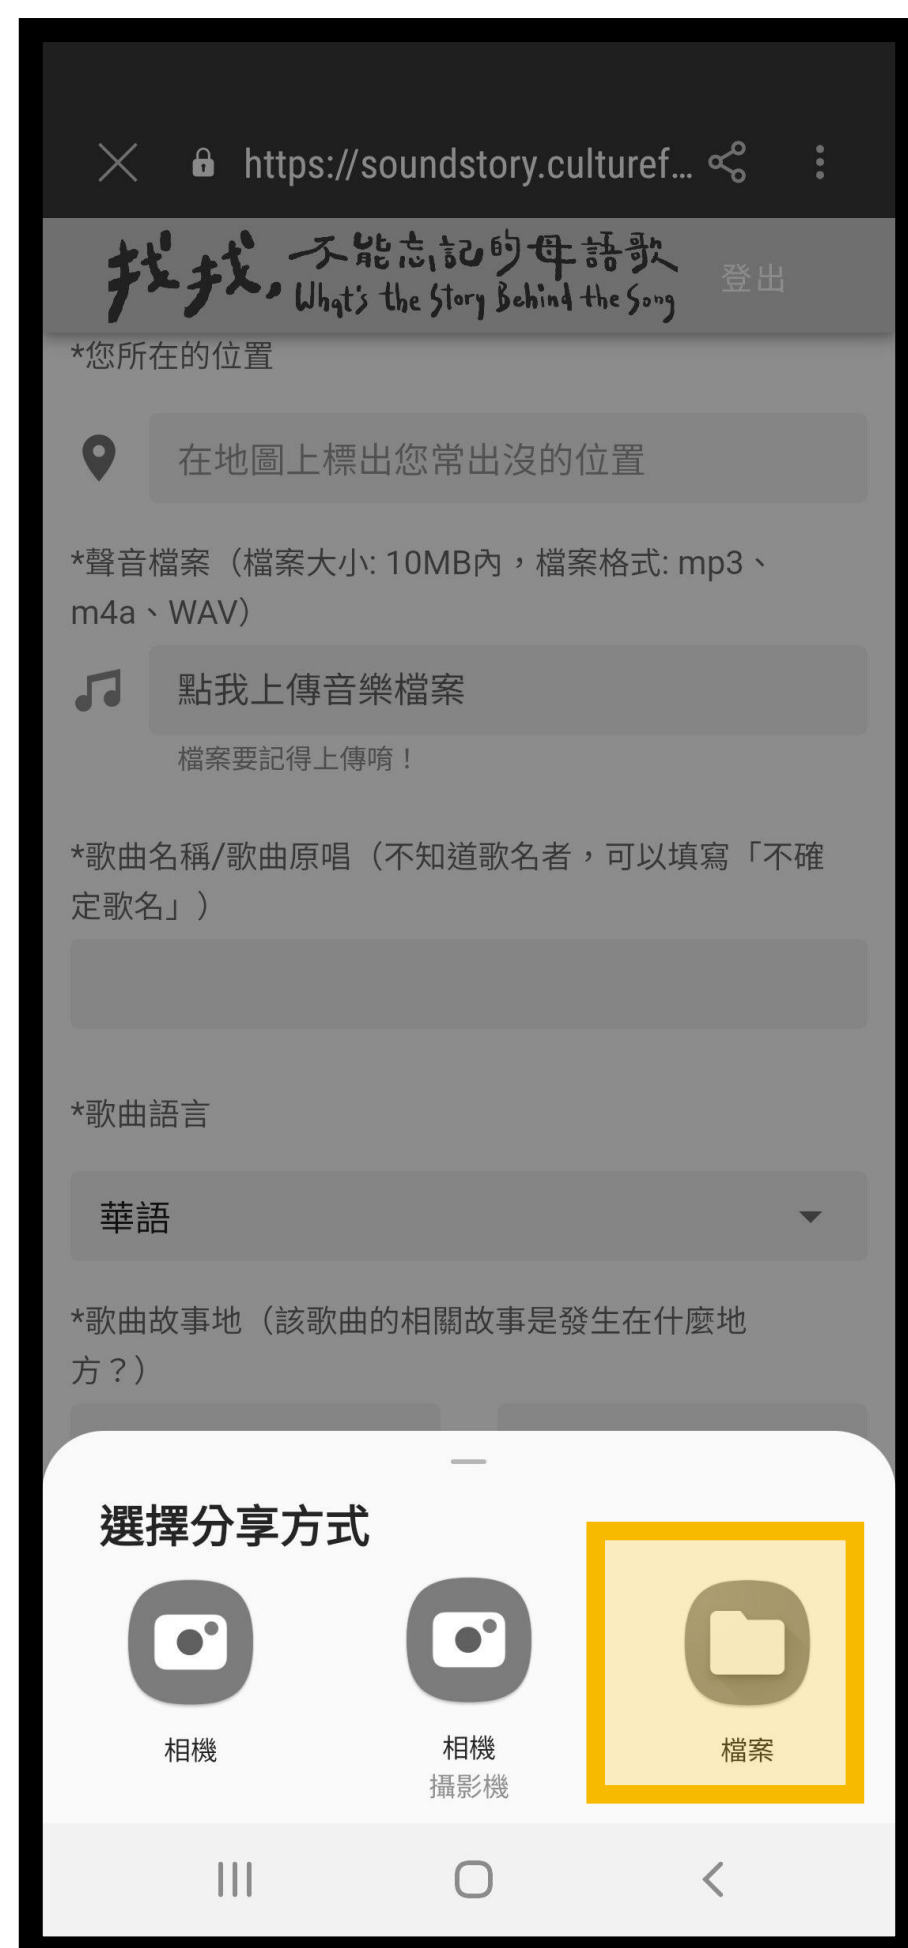 https://soundstory.culturef...
找找,不能忘記的母語歌
What's the Story Behind the Song
登出
*您所在的位置
在地圖上標出您常出沒的位置
*聲音檔案（檔案大小: 10MB內，檔案格式: mp3、
m4a、WAV）
點我上傳音樂檔案
檔案要記得上傳唷！
*歌曲名稱/歌曲原唱（不知道歌名者，可以填寫「不確
定歌名」）
*歌曲語言
華語
*歌曲故事地（該歌曲的相關故事是發生在什麼地
方？）
選擇分享方式
相機
相機
攝影機
檔案